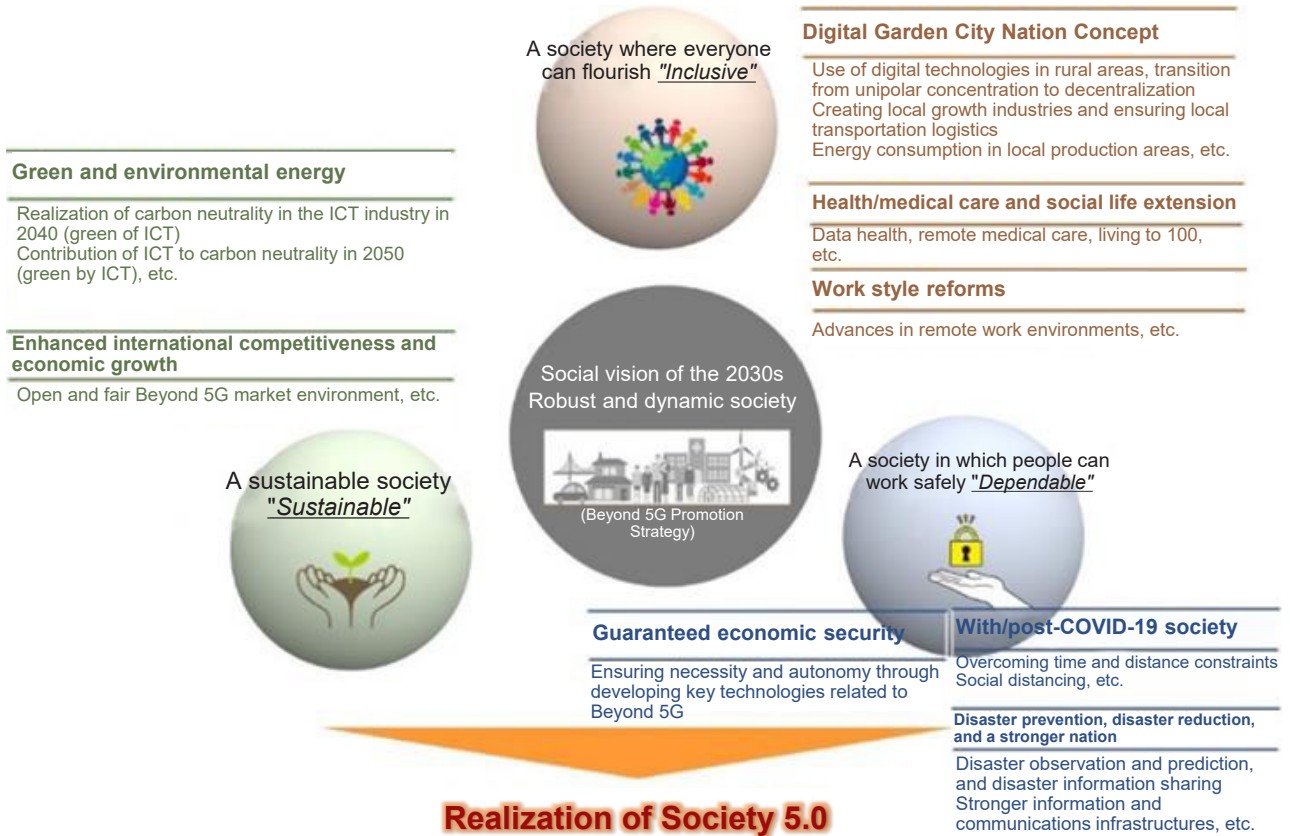 A society where everyone
can flourish "Inclusive"
Digital Garden City Nation Concept
Use of digital technologies in rural areas, transition
from unipolar concentration to decentralization
Creating local growth industries and ensuring local
transportation logistics
Energy consumption in local production areas, etc.
Health/medical care and social life extension
Data health, remote medical care, living to 100,
etc.
Work style reforms
Advances in remote work environments, etc.
Green and environmental energy
Realization of carbon neutrality in the ICT industry in
2040 (green of ICT)
Contribution of ICT to carbon neutrality in 2050
(green by ICT), etc.
Enhanced international competitiveness and
economic growth
Open and fair Beyond 5G market environment, etc.
Social vision of the 2030s
Robust and dynamic society
(Beyond 5G Promotion
Strategy)
A sustainable society
"Sustainable"
A society in which people can
work safely "Dependable"
Guaranteed economic security
Ensuring necessity and autonomy through
developing key technologies related to
Beyond 5G
With/post-COVID-19 society
Overcoming time and distance constraints
Social distancing, etc.
Disaster prevention, disaster reduction,
and a stronger nation
Disaster observation and prediction,
and disaster information sharing
Stronger information and
communications infrastructures, etc.
Realization of Society 5.0